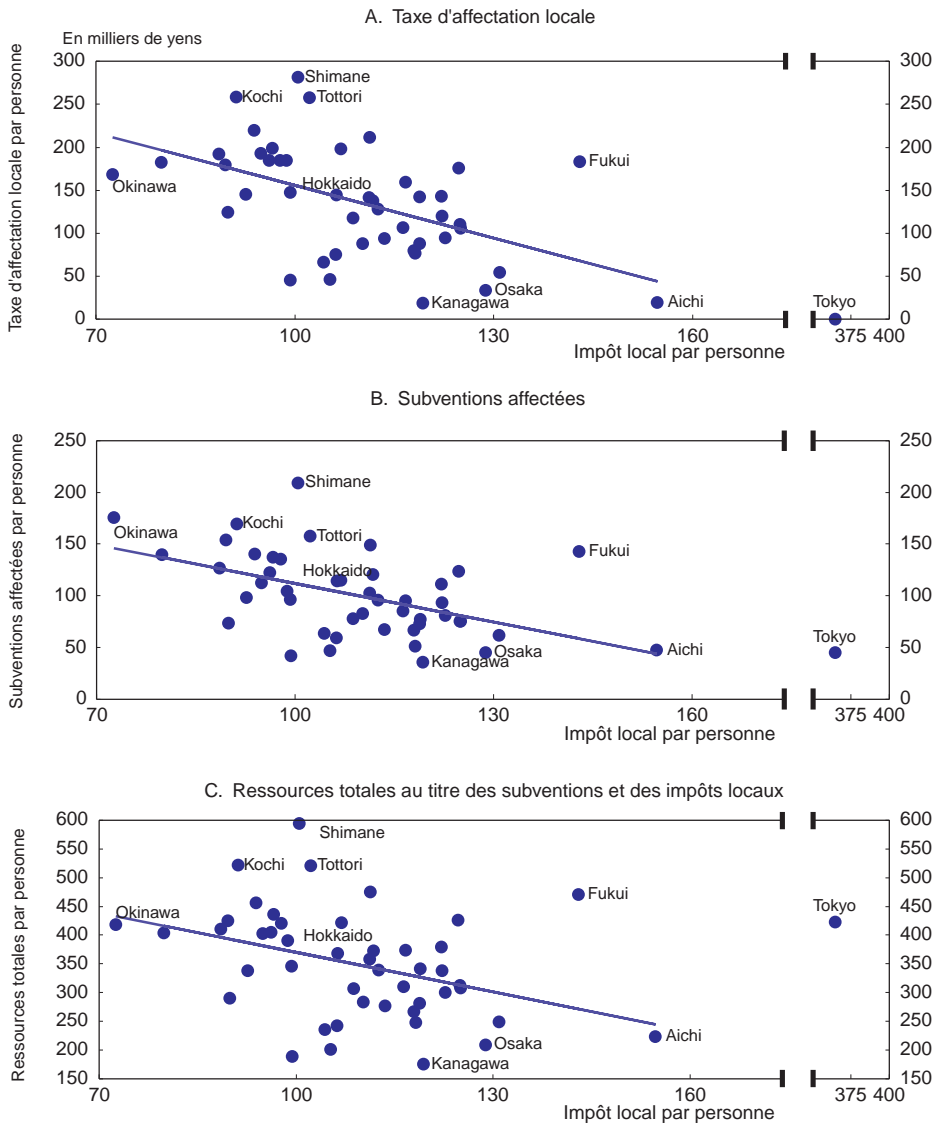 A. Taxe d'affectation locale
En milliers de yens
Taxe d'affectation locale par personne
300
250
200
150
100
50
0
300
250
200
150
100
50
0
Shimane
Kochi
Tottori
Fukui
Okinawa
Hokkaido
Osaka
Kanagawa
Aichi
Tokyo
70
100
130
160
375
400
Impôt local par personne
B. Subventions affectées
Subventions affectées par personne
250
200
150
100
50
0
250
200
150
100
50
0
Shimane
Kochi
Okinawa
Tottori
Fukui
Hokkaido
Osaka
Kanagawa
Aichi
Tokyo
70
100
130
160
375
400
Impôt local par personne
C. Ressources totales au titre des subventions et des impôts locaux
Ressources totales par personne
600
550
500
450
400
350
300
250
200
150
600
550
500
450
400
350
300
250
200
150
Shimane
Kochi
Tottori
Fukui
Okinawa
Tokyo
Hokkaido
Osaka
Aichi
Kanagawa
70
100
130
160
375
400
Impôt local par personne